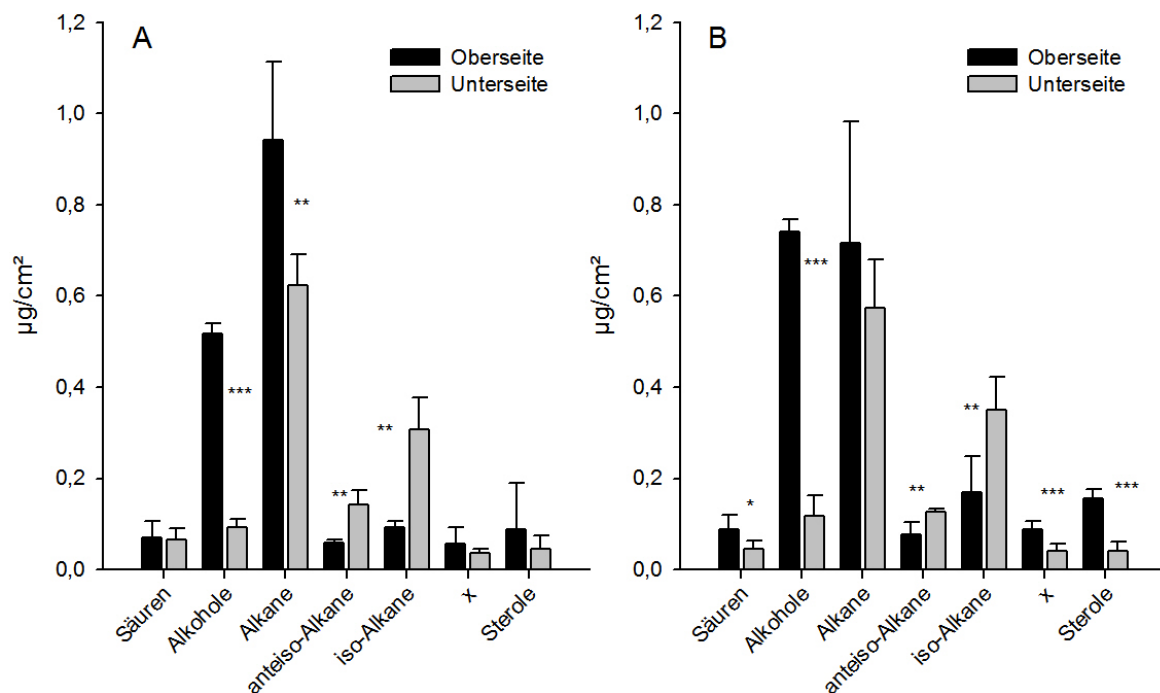 A
Oberseite
Unterseite
µg/cm²
1,2
1,0
0,8
0,6
0,4
0,2
0,0
**
***
**
**
Säuren
Alkohole
Alkane
anteiso-Alkane
iso-Alkane
x
Sterole
B
Oberseite
Unterseite
µg/cm²
1,2
1,0
0,8
0,6
0,4
0,2
0,0
***
**
**
*
***
***
Säuren
Alkohole
Alkane
anteiso-Alkane
iso-Alkane
x
Sterole